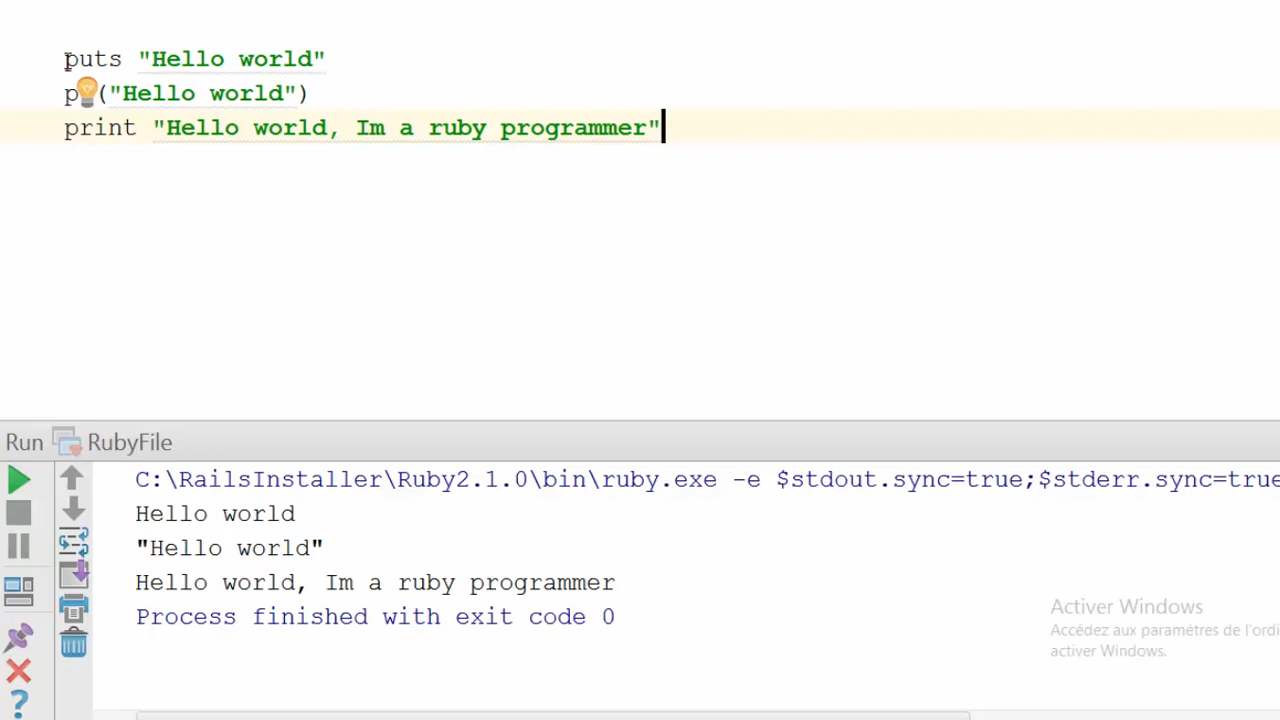 puts "Hello world"
p ("Hello world")
print "Hello world, Im a ruby programmer"
Run RubyFile
C:\RailsInstaller\Ruby2.1.0\bin\ruby.exe -e $stdout.sync=true;$stderr.sync=true
Hello world
"Hello world"
Hello world, Im a ruby programmer
Process finished with exit code 0
Activer Windows
Accédez aux paramètres de l'ordi
activer Windows.